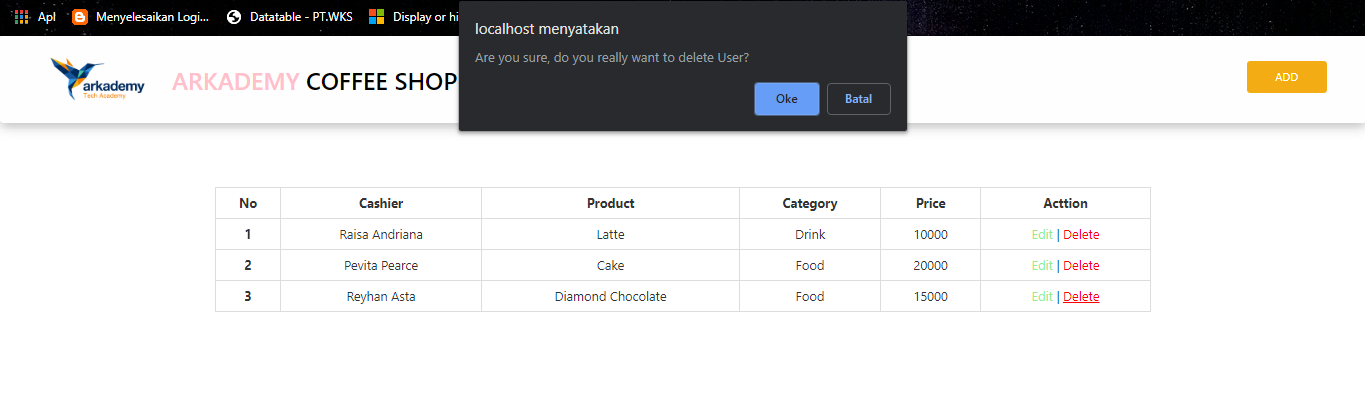 Apl Menyelesaikan Logi... Datatable - PT.WKS Display or hi
localhost menyatakan
Are you sure, do you really want to delete User?
Oke Batal
arkademy
Tech Academy
ARKADEMY COFFEE SHOP
ADD
No Cashier Product Category Price Acttion
1 Raisa Andriana Latte Drink 10000 Edit | Delete
2 Pevita Pearce Cake Food 20000 Edit | Delete
3 Reyhan Asta Diamond Chocolate Food 15000 Edit | Delete